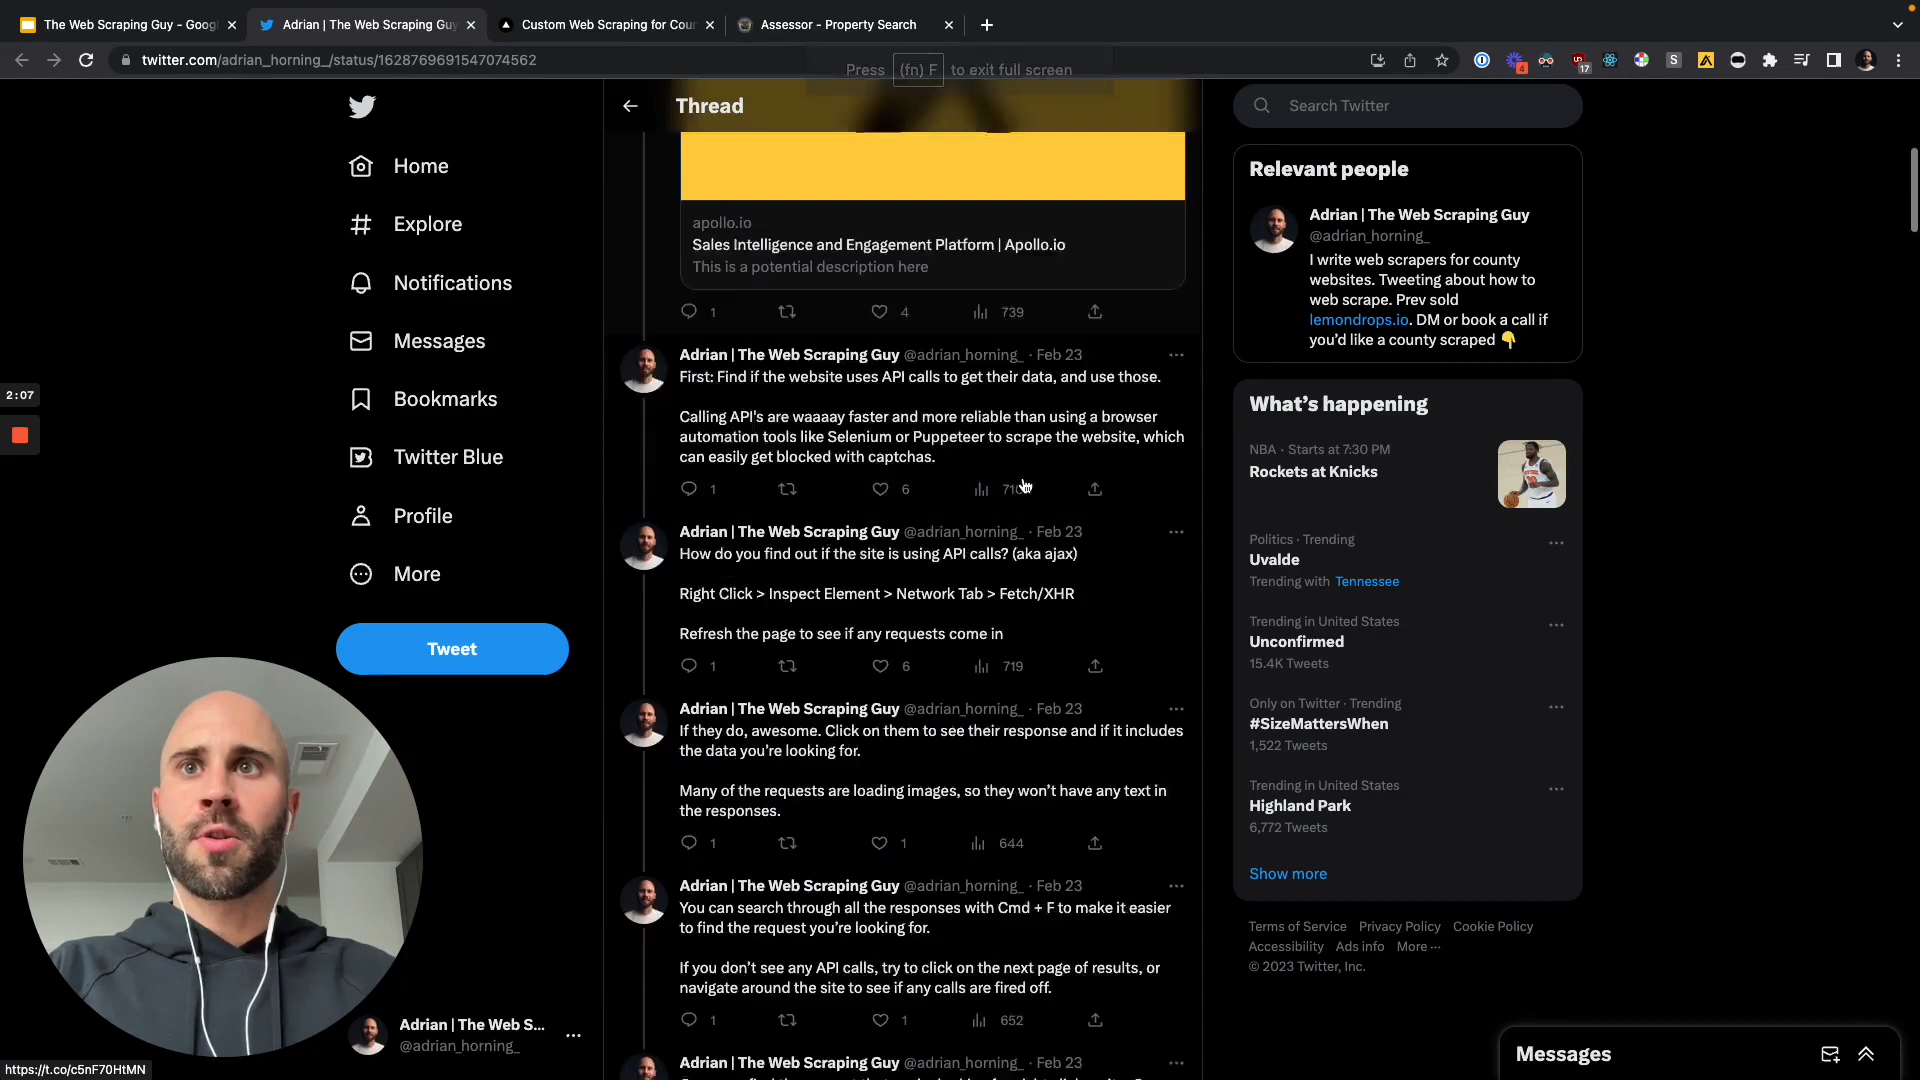 The Web Scraping Guy - Goog
Adrian | The Web Scraping Guy
Custom Web Scraping for Cour
Assessor - Property Search
twitter.com/adrian_horning_/status/1628769691547074562
Press (fn) F to exit full screen
4
17
Home
Explore
Notifications
Messages
Bookmarks
Twitter Blue
Profile
More
Tweet
2:07
Adrian | The Web S...
@adrian_horning_
https://t.co/c5nF70HtMN
Thread
apollo.io
Sales Intelligence and Engagement Platform | Apollo.io
This is a potential description here
1 4 739
Adrian | The Web Scraping Guy @adrian_horning_ · Feb 23
First: Find if the website uses API calls to get their data, and use those.
Calling API's are waaaay faster and more reliable than using a browser
automation tools like Selenium or Puppeteer to scrape the website, which
can easily get blocked with captchas.
1 6
Adrian | The Web Scraping Guy @adrian_horning_ · Feb 23
How do you find out if the site is using API calls? (aka ajax)
Right Click > Inspect Element > Network Tab > Fetch/XHR
Refresh the page to see if any requests come in
1 6 719
Adrian | The Web Scraping Guy @adrian_horning_ · Feb 23
If they do, awesome. Click on them to see their response and if it includes
the data you're looking for.
Many of the requests are loading images, so they won't have any text in
the responses.
1 1 644
Adrian | The Web Scraping Guy @adrian_horning_ · Feb 23
You can search through all the responses with Cmd + F to make it easier
to find the request you're looking for.
If you don't see any API calls, try to click on the next page of results, or
navigate around the site to see if any calls are fired off.
1 1 652
Adrian | The Web Scraping Guy @adrian_horning_ · Feb 23
Search Twitter
Relevant people
Adrian | The Web Scraping Guy
@adrian_horning_
I write web scrapers for county
websites. Tweeting about how to
web scrape. Prev sold
lemondrops.io. DM or book a call if
you'd like a county scraped 👇
What's happening
NBA · Starts at 7:30 PM
Rockets at Knicks
Politics · Trending
Uvalde
Trending with Tennessee
Trending in United States
Unconfirmed
15.4K Tweets
Only on Twitter · Trending
#SizeMattersWhen
1,522 Tweets
Trending in United States
Highland Park
6,772 Tweets
Show more
Terms of Service Privacy Policy Cookie Policy
Accessibility Ads info More ···
© 2023 Twitter, Inc.
Messages